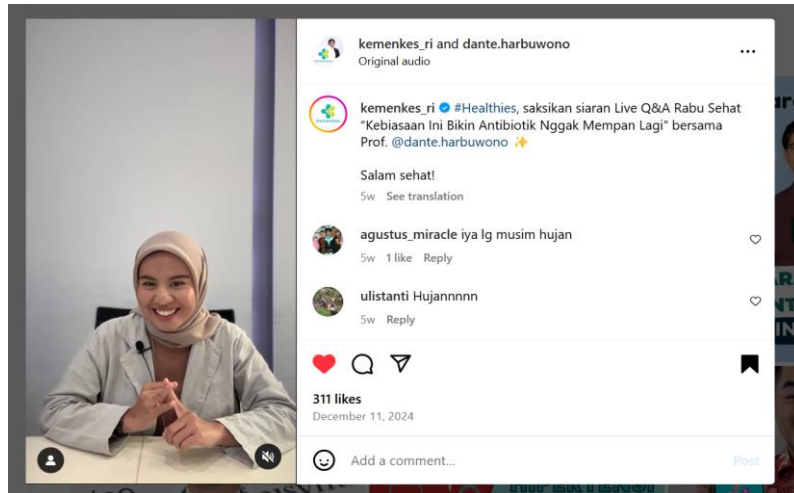 kemenkes_ri and dante.harbuwono
Original audio
kemenkes_ri #Healthies, saksikan siaran Live Q&A Rabu Sehat
"Kebiasaan Ini Bikin Antibiotik Nggak Mempan Lagi" bersama
Prof. @dante.harbuwono ✨
Salam sehat!
5w See translation
agustus_miracle iya lg musim hujan
5w 1 like Reply
ulistanti Hujannnnn
5w Reply
311 likes
December 11, 2024
Add a comment...
Post